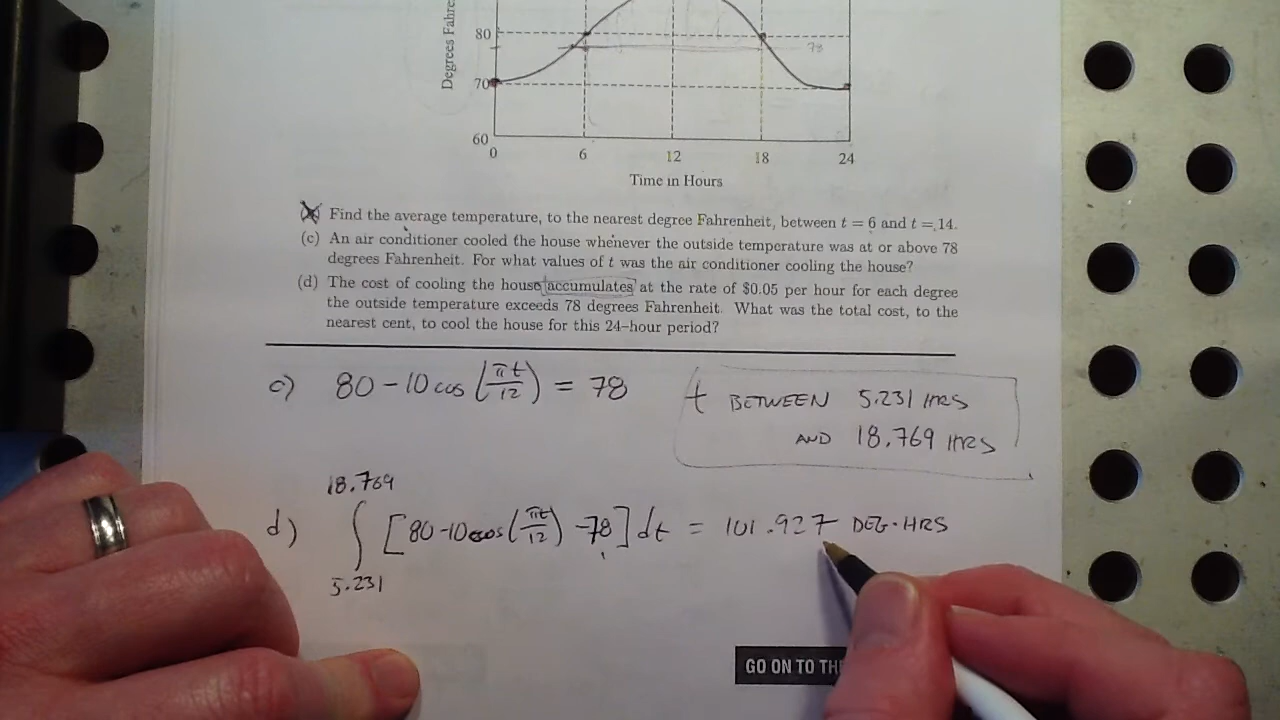 Degrees Fahre
80
78
70
60
0 6 12 18 24
Time in Hours
Find the average temperature, to the nearest degree Fahrenheit, between t = 6 and t = 14.
(c) An air conditioner cooled the house whenever the outside temperature was at or above 78
degrees Fahrenheit. For what values of t was the air conditioner cooling the house?
(d) The cost of cooling the house accumulates at the rate of $0.05 per hour for each degree
the outside temperature exceeds 78 degrees Fahrenheit. What was the total cost, to the
nearest cent, to cool the house for this 24–hour period?
c) 80 - 10 cos (πt/12) = 78
t BETWEEN 5.231 HRS
AND 18.769 HRS
18.769
d) ∫ [80-10cos(πt/12) -78] dt = 101.927 DEG·HRS
5.231
GO ON TO TH